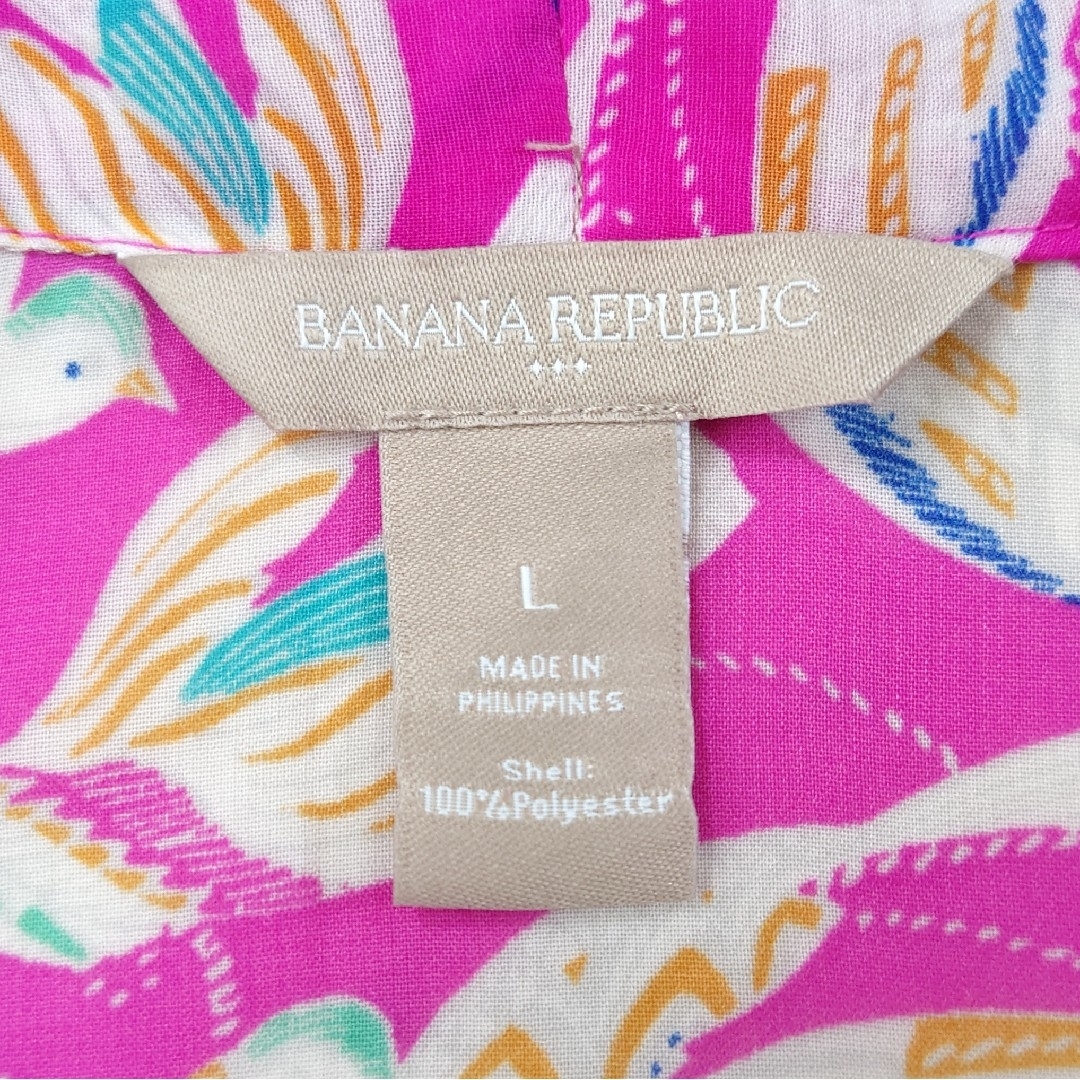 BANANA REPUBLIC
L
MADE IN
PHILIPPINES
Shell:
100%Polyester